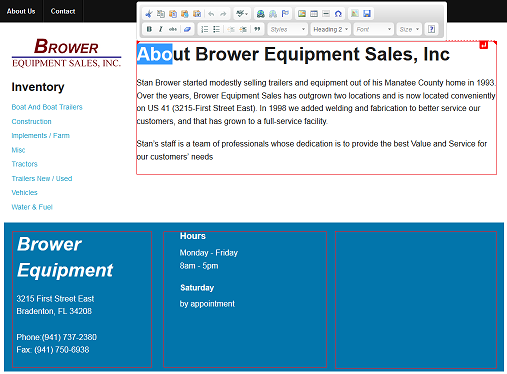 About Us
Contact
Styles
Heading 2
Font
Size
BROWER
EQUIPMENT SALES, INC.
Inventory
Boat And Boat Trailers
Construction
Implements / Farm
Misc
Tractors
Trailers New / Used
Vehicles
Water & Fuel
About Brower Equipment Sales, Inc
Stan Brower started modestly selling trailers and equipment out of his Manatee County home in 1993.
Over the years, Brower Equipment Sales has outgrown two locations and is now located conveniently
on US 41 (3215-First Street East). In 1998 we added welding and fabrication to better service our
customers, and that has grown to a full-service facility.
Stan's staff is a team of professionals whose dedication is to provide the best Value and Service for
our customers' needs
Brower
Equipment
3215 First Street East
Bradenton, FL 34208
Phone:(941) 737-2380
Fax: (941) 750-6938
Hours
Monday - Friday
8am - 5pm
Saturday
by appointment